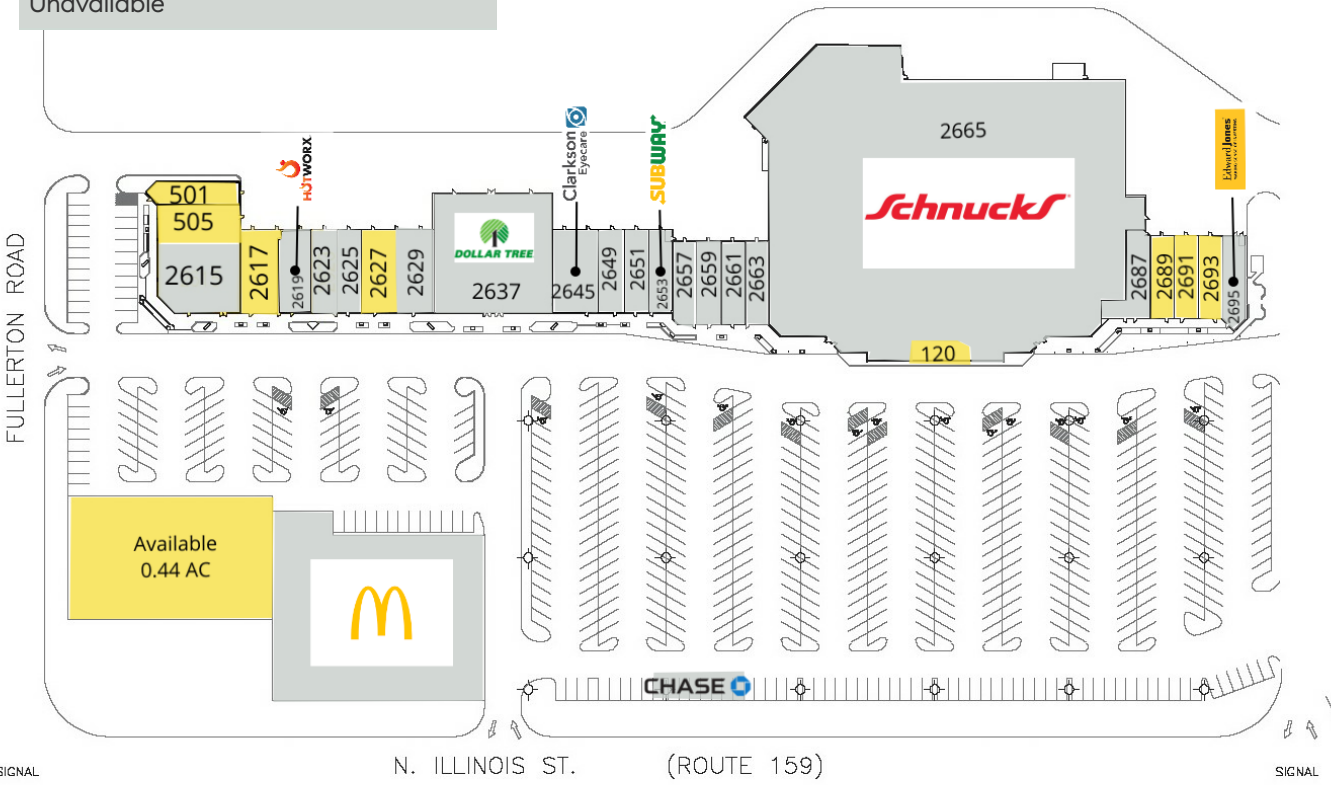 Unavailable
FULLERTON ROAD
501
505
2615
2617
HOTWORX
2619
2623
2625
2627
2629
DOLLAR TREE
2637
Clarkson
Eyecare
2645
2649
2651
SUBWAY
2653
2657
2659
2661
2663
2665
Schnucks
120
2687
2689
2691
2693
Edward Jones
2695
Available
0.44 AC
CHASE
N. ILLINOIS ST. (ROUTE 159)
SIGNAL
SIGNAL